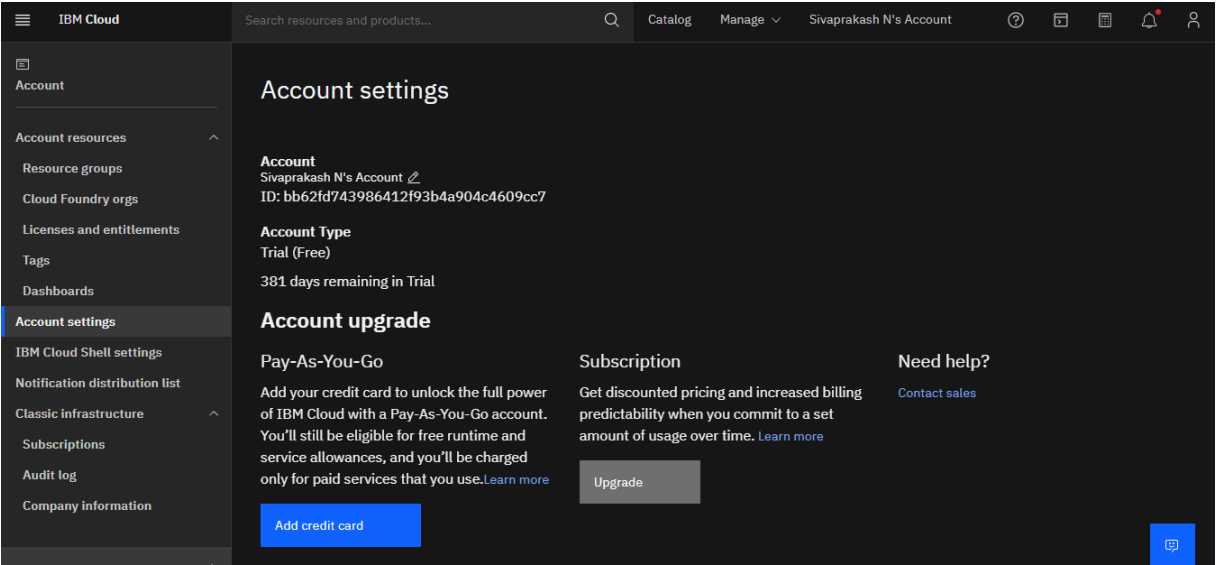 IBM Cloud
Search resources and products...
Catalog
Manage
Sivaprakash N's Account
Account
Account resources
Resource groups
Cloud Foundry orgs
Licenses and entitlements
Tags
Dashboards
Account settings
IBM Cloud Shell settings
Notification distribution list
Classic infrastructure
Subscriptions
Audit log
Company information
Account settings
Account
Sivaprakash N's Account
ID: bb62fd743986412f93b4a904c4609cc7
Account Type
Trial (Free)
381 days remaining in Trial
Account upgrade
Pay-As-You-Go
Add your credit card to unlock the full power
of IBM Cloud with a Pay-As-You-Go account.
You'll still be eligible for free runtime and
service allowances, and you'll be charged
only for paid services that you use.Learn more
Add credit card
Subscription
Get discounted pricing and increased billing
predictability when you commit to a set
amount of usage over time. Learn more
Upgrade
Need help?
Contact sales